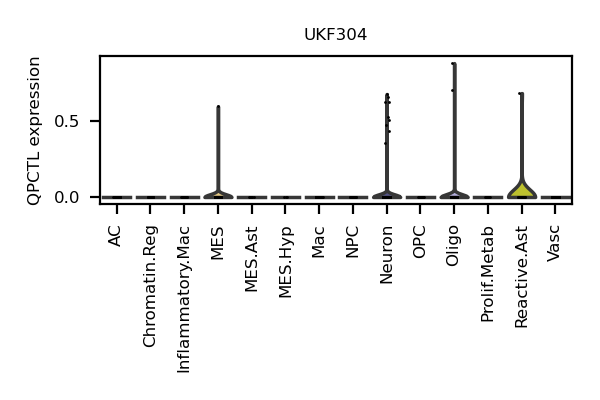 UKF304
QPCTL expression
0.5
0.0
AC
Chromatin.Reg
Inflammatory.Mac
MES
MES.Ast
MES.Hyp
Mac
NPC
Neuron
OPC
Oligo
Prolif.Metab
Reactive.Ast
Vasc